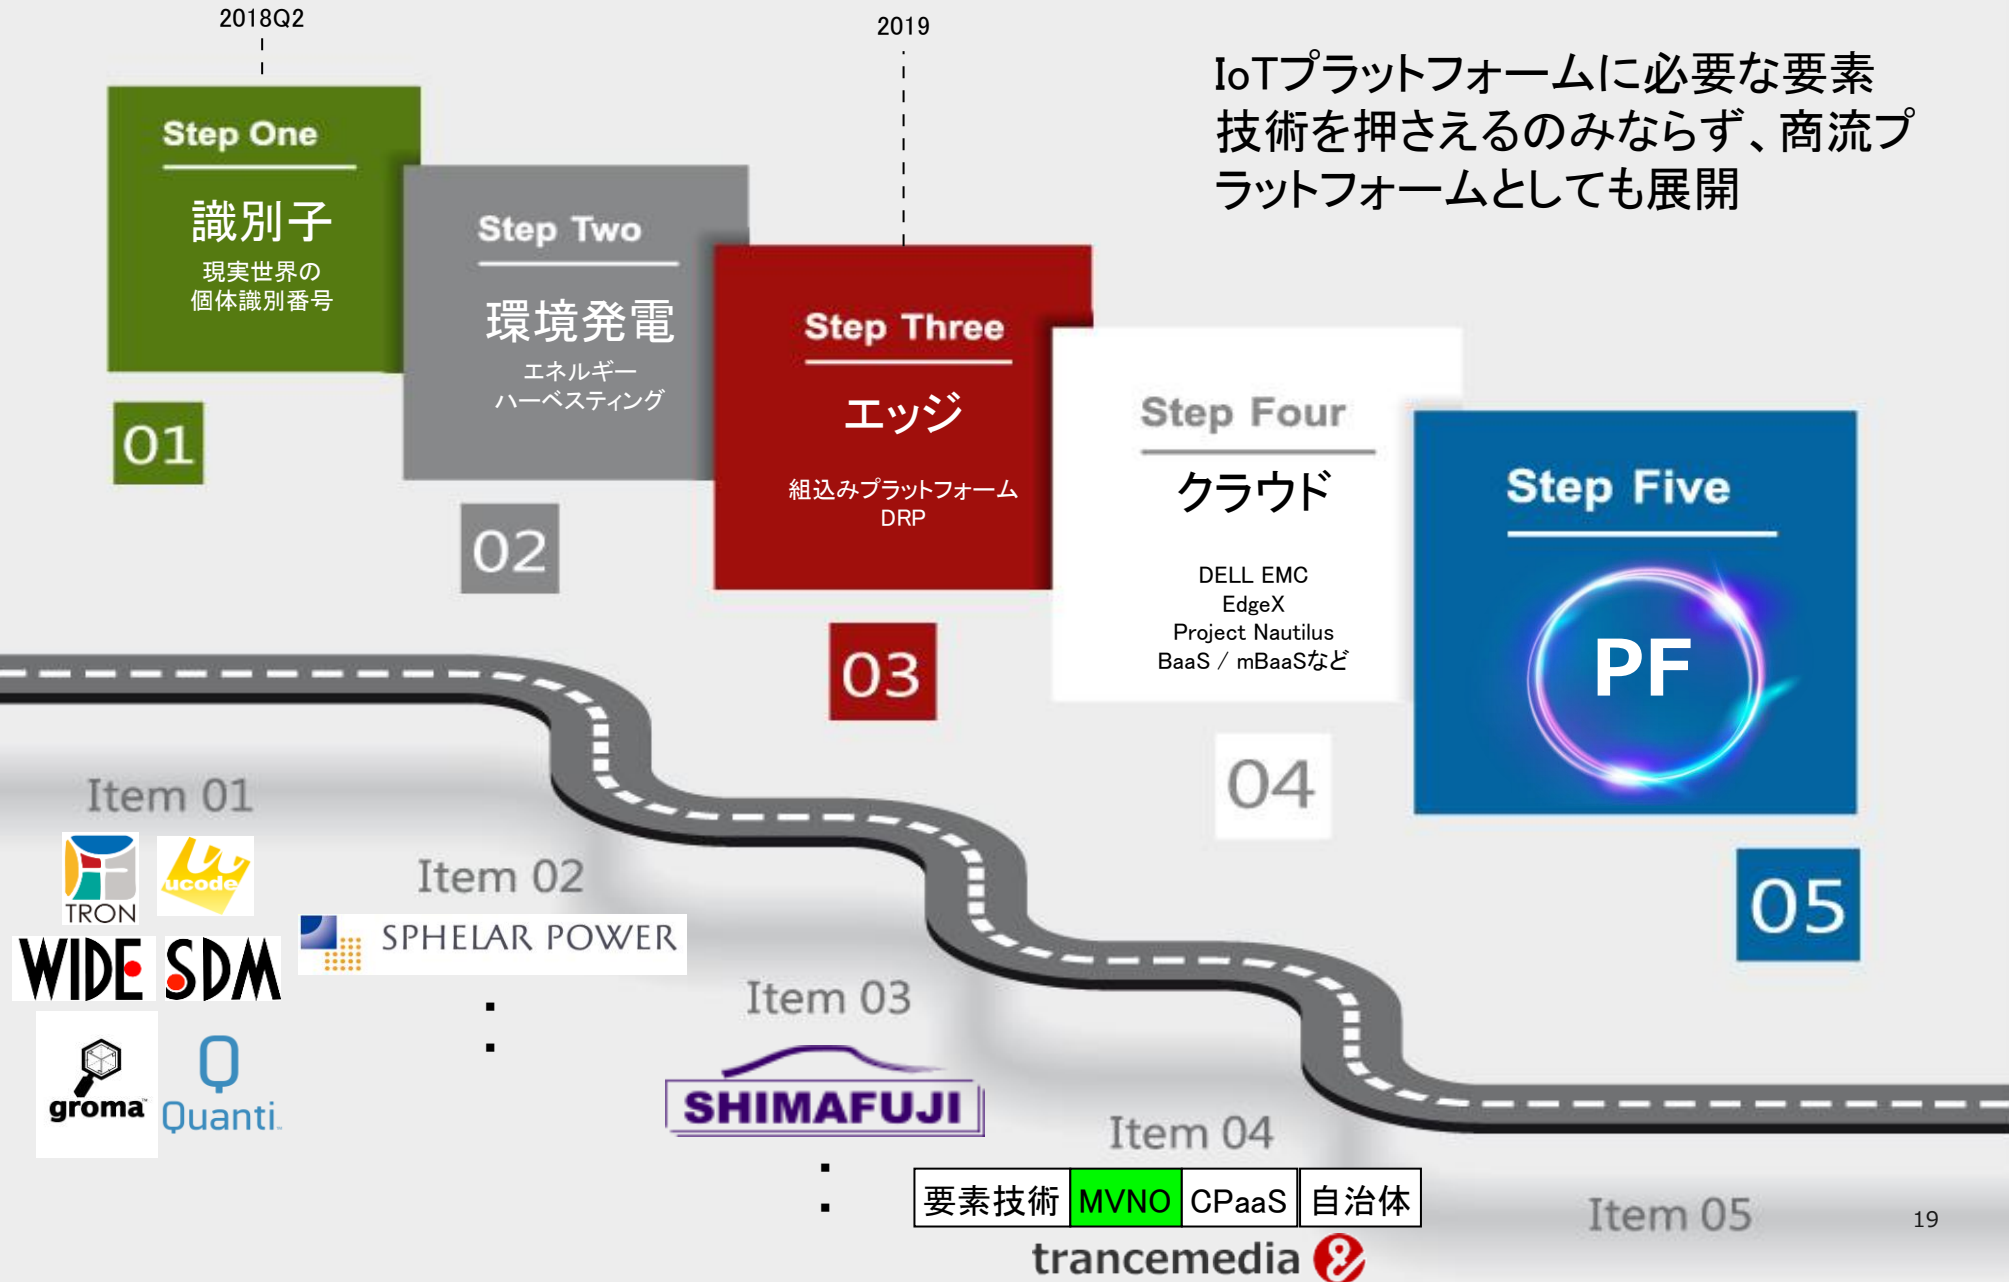 2018Q2
2019
IoTプラットフォームに必要な要素
技術を押さえるのみならず、商流プ
ラットフォームとしても展開
Step One
識別子
現実世界の
個体識別番号
01
Step Two
環境発電
エネルギー
ハーベスティング
02
Step Three
エッジ
組込みプラットフォーム
DRP
03
Step Four
クラウド
DELL EMC
EdgeX
Project Nautilus
BaaS / mBaaSなど
04
Step Five
PF
05
Item 01
TRON
ucode
WIDE
SDM
groma
Quanti
Item 02
SPHELAR POWER
Item 03
SHIMAFUJI
Item 04
要素技術 MVNO CPaaS 自治体
trancemedia
Item 05
19